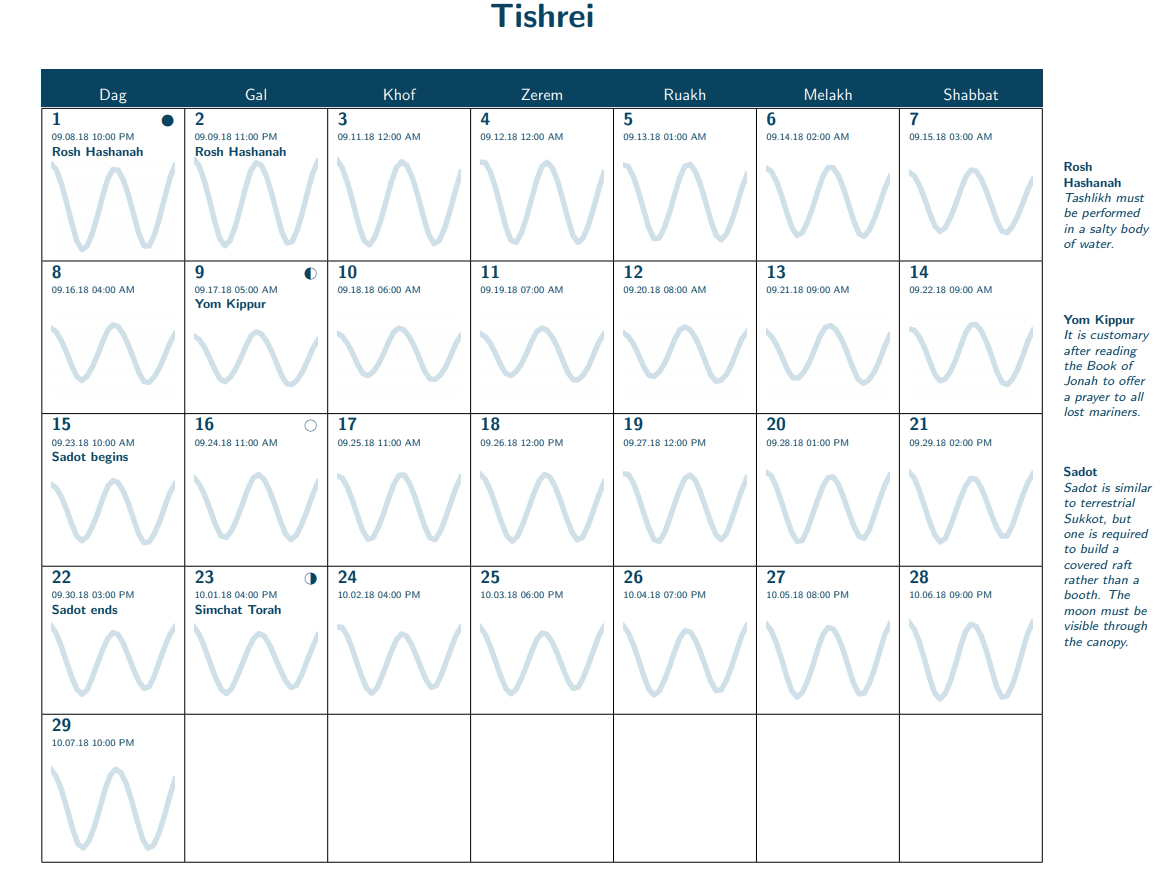 Tishrei
Dag Gal Khof Zerem Ruakh Melakh Shabbat
1 2 3 4 5 6 7
09.08.18 10:00 PM 09.09.18 11:00 PM 09.11.18 12:00 AM 09.12.18 12:00 AM 09.13.18 01:00 AM 09.14.18 02:00 AM 09.15.18 03:00 AM
Rosh Hashanah Rosh Hashanah
8 9 10 11 12 13 14
09.16.18 04:00 AM 09.17.18 05:00 AM 09.18.18 06:00 AM 09.19.18 07:00 AM 09.20.18 08:00 AM 09.21.18 09:00 AM 09.22.18 09:00 AM
Yom Kippur
15 16 17 18 19 20 21
09.23.18 10:00 AM 09.24.18 11:00 AM 09.25.18 11:00 AM 09.26.18 12:00 PM 09.27.18 12:00 PM 09.28.18 01:00 PM 09.29.18 02:00 PM
Sadot begins
22 23 24 25 26 27 28
09.30.18 03:00 PM 10.01.18 04:00 PM 10.02.18 04:00 PM 10.03.18 06:00 PM 10.04.18 07:00 PM 10.05.18 08:00 PM 10.06.18 09:00 PM
Sadot ends Simchat Torah
29
10.07.18 10:00 PM
Rosh
Hashanah
Tashlikh must
be performed
in a salty body
of water.
Yom Kippur
It is customary
after reading
the Book of
Jonah to offer
a prayer to all
lost mariners.
Sadot
Sadot is similar
to terrestrial
Sukkot, but
one is required
to build a
covered raft
rather than a
booth. The
moon must be
visible through
the canopy.